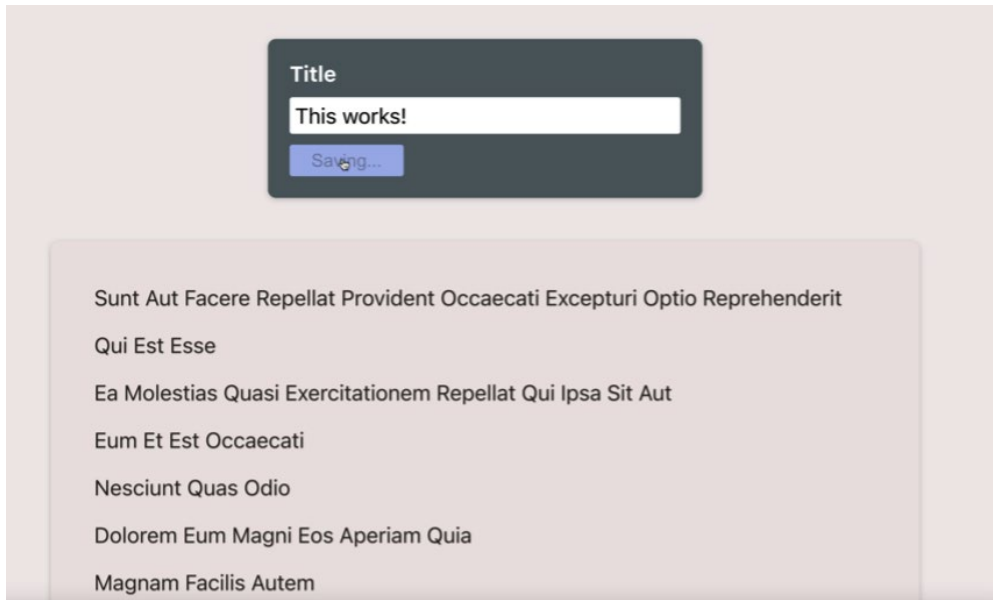 Title
This works!
Saving...
Sunt Aut Facere Repellat Provident Occaecati Excepturi Optio Reprehenderit
Qui Est Esse
Ea Molestias Quasi Exercitationem Repellat Qui Ipsa Sit Aut
Eum Et Est Occaecati
Nesciunt Quas Odio
Dolorem Eum Magni Eos Aperiam Quia
Magnam Facilis Autem